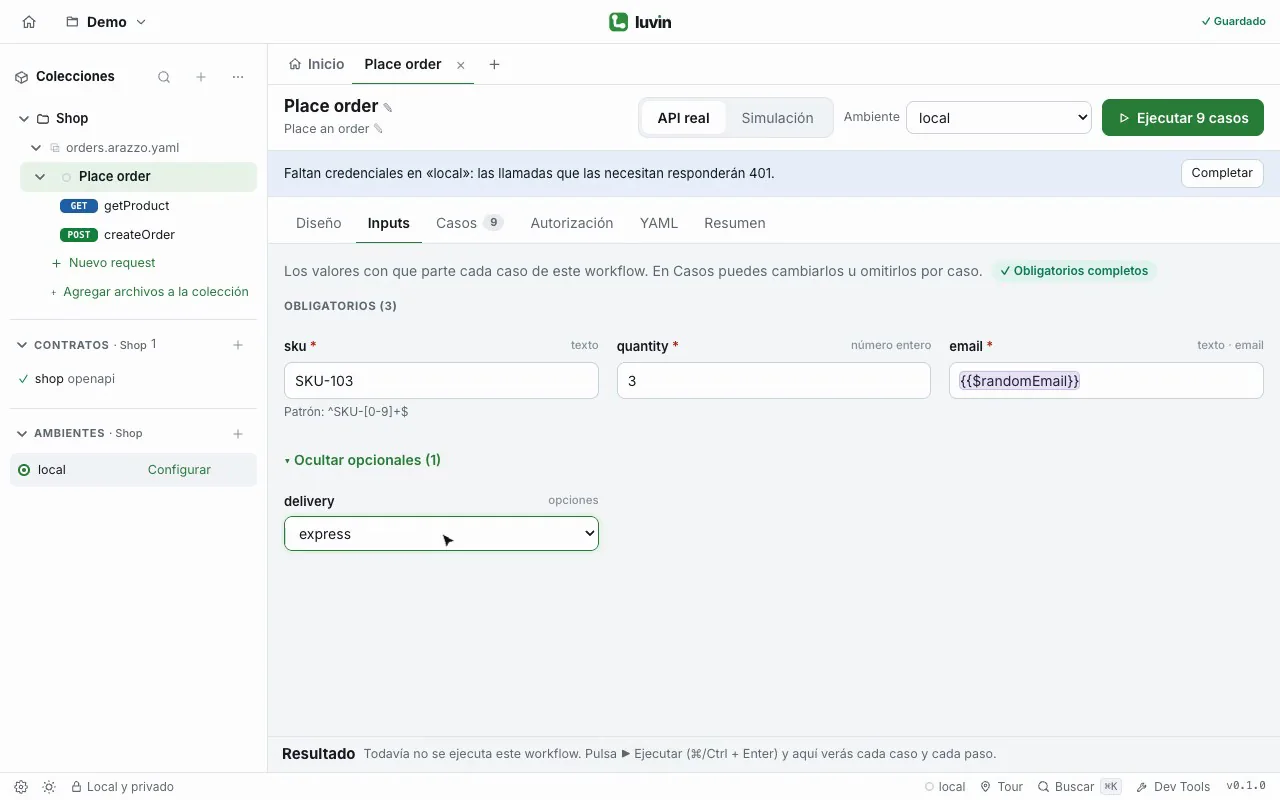 Demo
luvin
Guardado
Colecciones
Inicio
Place order
Shop
orders.arazzo.yaml
Place order
GET getProduct
POST createOrder
+ Nuevo request
+ Agregar archivos a la colección
CONTRATOS · Shop 1
shop openapi
AMBIENTES · Shop
local Configurar
Place order
Place an order
API real
Simulación
Ambiente
local
Ejecutar 9 casos
Faltan credenciales en «local»: las llamadas que las necesitan responderán 401.
Completar
Diseño
Inputs
Casos 9
Autorización
YAML
Resumen
Los valores con que parte cada caso de este workflow. En Casos puedes cambiarlos u omitirlos por caso.
✓ Obligatorios completos
OBLIGATORIOS (3)
sku * texto
SKU-103
Patrón: ^SKU-[0-9]+$
quantity * número entero
3
email * texto · email
{{$randomEmail}}
Ocultar opcionales (1)
delivery opciones
express
Resultado Todavía no se ejecuta este workflow. Pulsa ▶ Ejecutar (⌘/Ctrl + Enter) y aquí verás cada caso y cada paso.
Local y privado
local
Tour
Buscar ⌘K
Dev Tools
v0.1.0